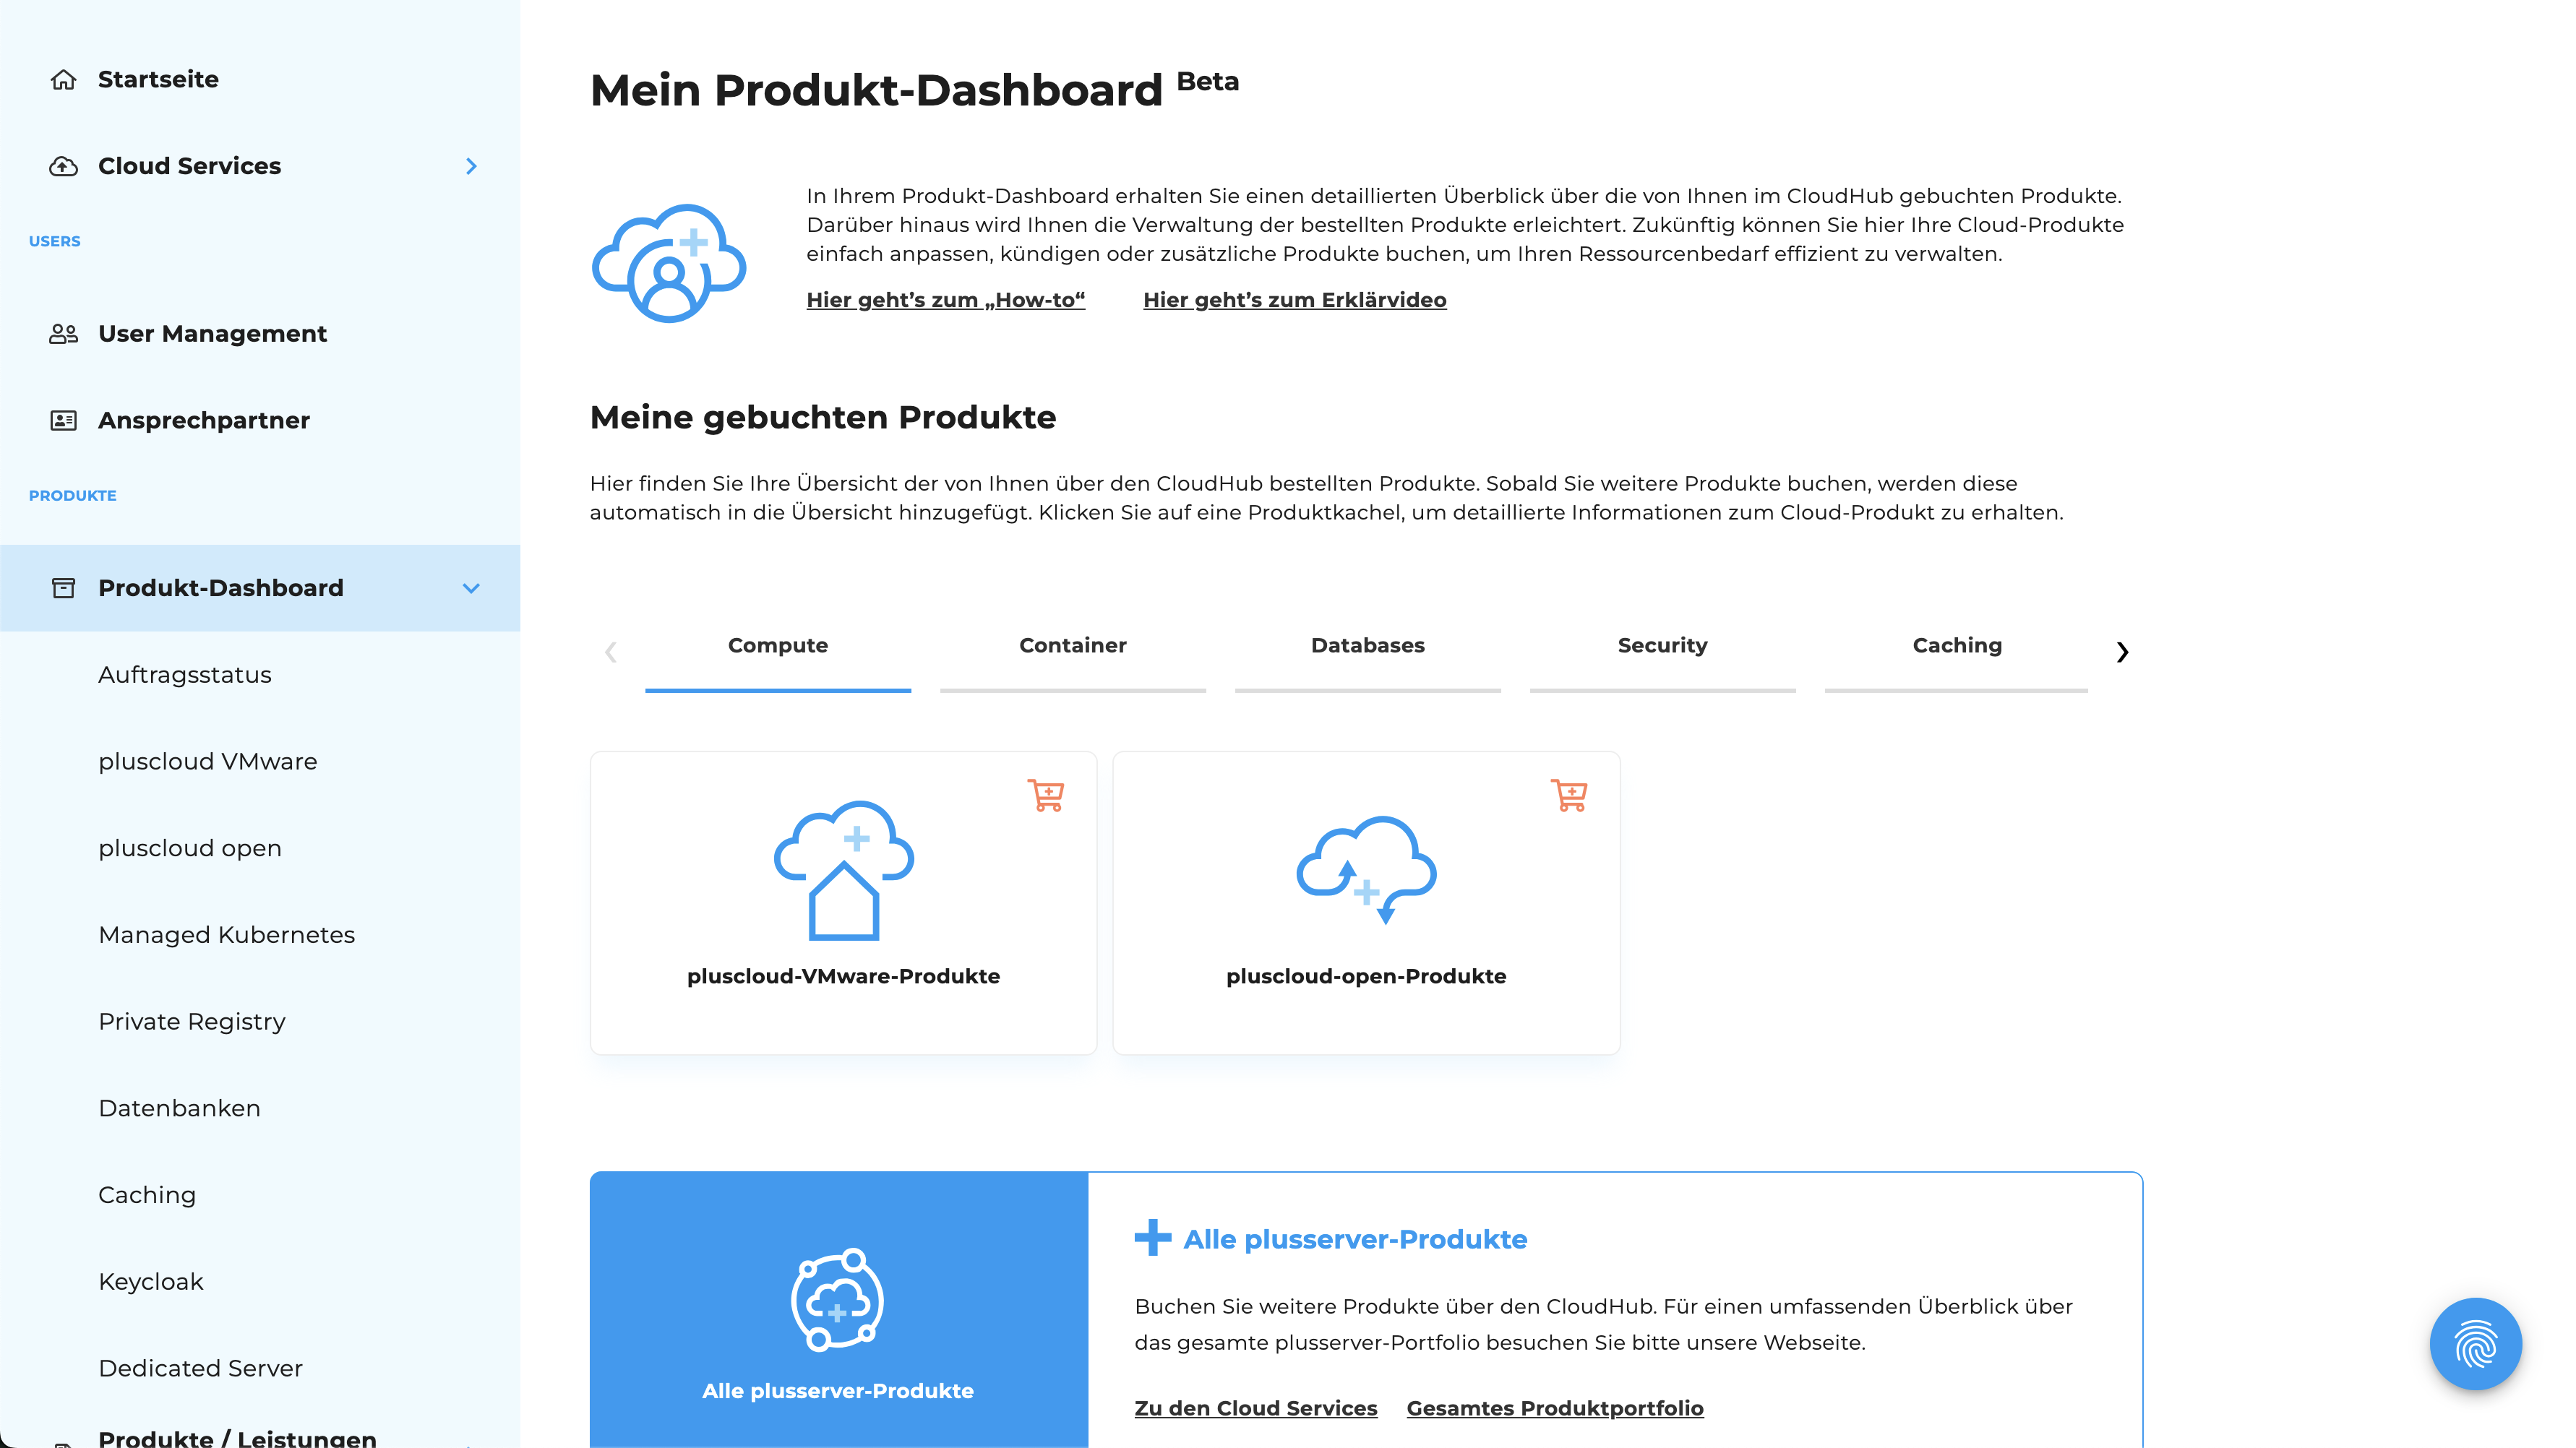 Startseite
Cloud Services
USERS
User Management
Ansprechpartner
PRODUKTE
Produkt-Dashboard
Auftragsstatus
pluscloud VMware
pluscloud open
Managed Kubernetes
Private Registry
Datenbanken
Caching
Keycloak
Dedicated Server
Produkte / Leistungen
Mein Produkt-Dashboard Beta
In Ihrem Produkt-Dashboard erhalten Sie einen detaillierten Überblick über die von Ihnen im CloudHub gebuchten Produkte.
Darüber hinaus wird Ihnen die Verwaltung der bestellten Produkte erleichtert. Zukünftig können Sie hier Ihre Cloud-Produkte
einfach anpassen, kündigen oder zusätzliche Produkte buchen, um Ihren Ressourcenbedarf effizient zu verwalten.
Hier geht’s zum „How-to“ Hier geht’s zum Erklärvideo
Meine gebuchten Produkte
Hier finden Sie Ihre Übersicht der von Ihnen über den CloudHub bestellten Produkte. Sobald Sie weitere Produkte buchen, werden diese
automatisch in die Übersicht hinzugefügt. Klicken Sie auf eine Produktkachel, um detaillierte Informationen zum Cloud-Produkt zu erhalten.
Compute Container Databases Security Caching
pluscloud-VMware-Produkte pluscloud-open-Produkte
Alle plusserver-Produkte
Alle plusserver-Produkte
Buchen Sie weitere Produkte über den CloudHub. Für einen umfassenden Überblick über
das gesamte plusserver-Portfolio besuchen Sie bitte unsere Webseite.
Zu den Cloud Services Gesamtes Produktportfolio